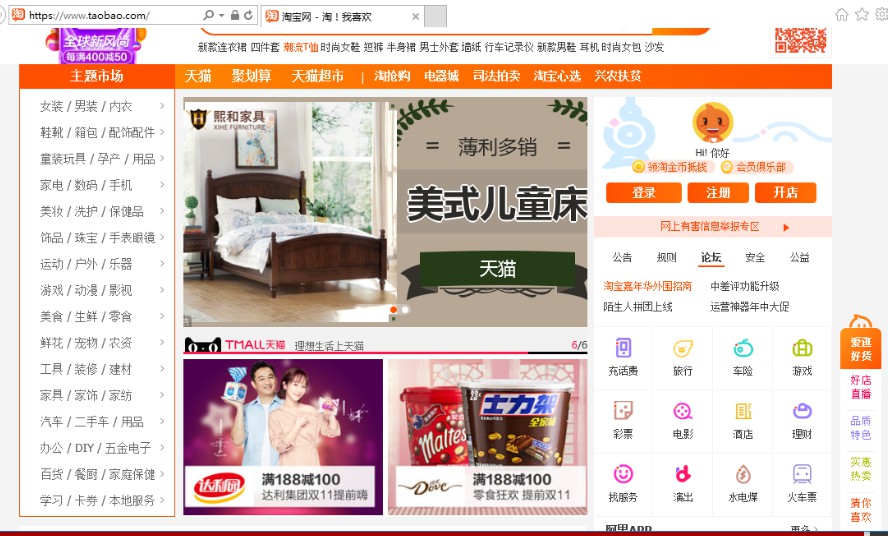 https://www.taobao.com/
淘宝网 - 淘！我喜欢
全球新风尚
每满400减50
新款连衣裙 四件套 潮流T恤 时尚女鞋 短裤 半身裙 男士外套 墙纸 行车记录仪 新款男鞋 耳机 时尚女包 沙发
主题市场
天猫 聚划算 天猫超市 | 淘抢购 电器城 司法拍卖 淘宝心选 兴农扶贫
女装 / 男装 / 内衣
鞋靴 / 箱包 / 配饰配件
童装玩具 / 孕产 / 用品
家电 / 数码 / 手机
美妆 / 洗护 / 保健品
饰品 / 珠宝 / 手表眼镜
运动 / 户外 / 乐器
游戏 / 动漫 / 影视
美食 / 生鲜 / 零食
鲜花 / 宠物 / 农资
工具 / 装修 / 建材
家具 / 家饰 / 家纺
汽车 / 二手车 / 用品
办公 / DIY / 五金电子
百货 / 餐厨 / 家庭保健
学习 / 卡券 / 本地服务
熙和家具
XIHE FURNITURE
= 薄利多销 =
美式儿童床
天猫
TMALL天猫 理想生活上天猫 6/6
达利园
满188减100
达利集团双11提前嗨
Maltes
士力架
全家桶
Dove
满188减100
零食狂欢 提前双11
Hi! 你好
领淘金币抵钱 会员俱乐部
登录 注册 开店
网上有害信息举报专区
公告 规则 论坛 安全 公益
淘宝嘉年华外围招商 中差评功能升级
陌生人拼团上线 运营神器年中大促
充话费 旅行 车险 游戏
彩票 电影 酒店 理财
找服务 演出 水电煤 火车票
阿里APP 更多
爱逛
好货
好店
直播
品质
特色
实惠
热卖
猜你
喜欢